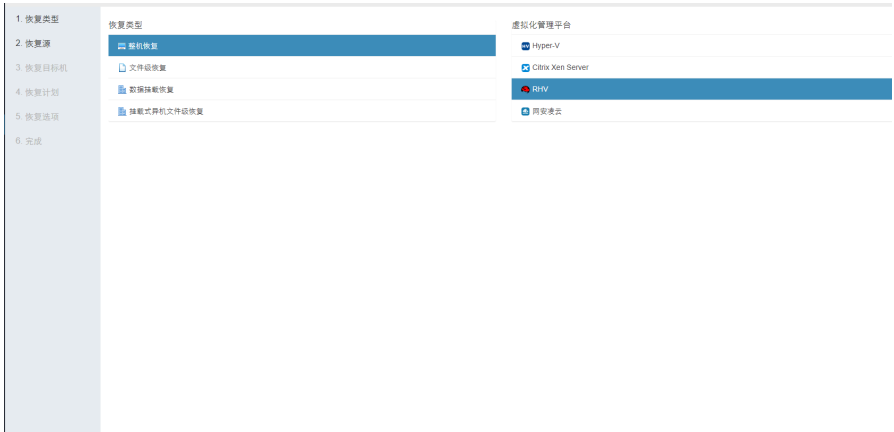 1. 恢复类型
2. 恢复源
3. 恢复目标机
4. 恢复计划
5. 恢复选项
6. 完成
恢复类型
整机恢复
文件级恢复
数据挂载恢复
挂载式异机文件级恢复
虚拟化管理平台
Hyper-V
Citrix Xen Server
RHV
网安凌云